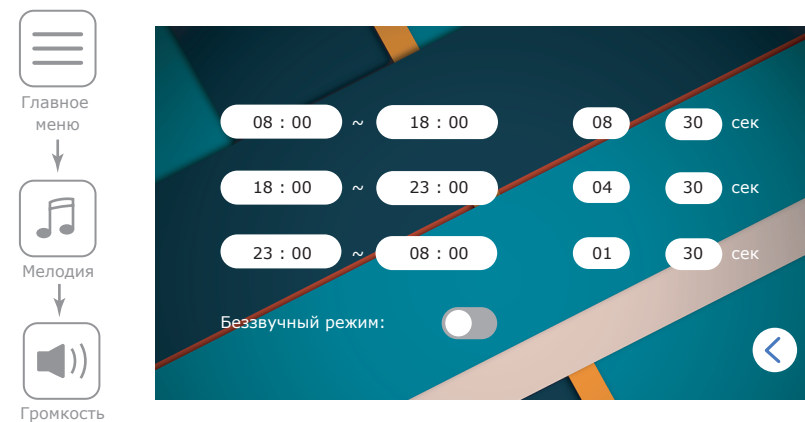 Главное
меню
Мелодия
Громкость
08 : 00 ~ 18 : 00 08 30 сек
18 : 00 ~ 23 : 00 04 30 сек
23 : 00 ~ 08 : 00 01 30 сек
Беззвучный режим: